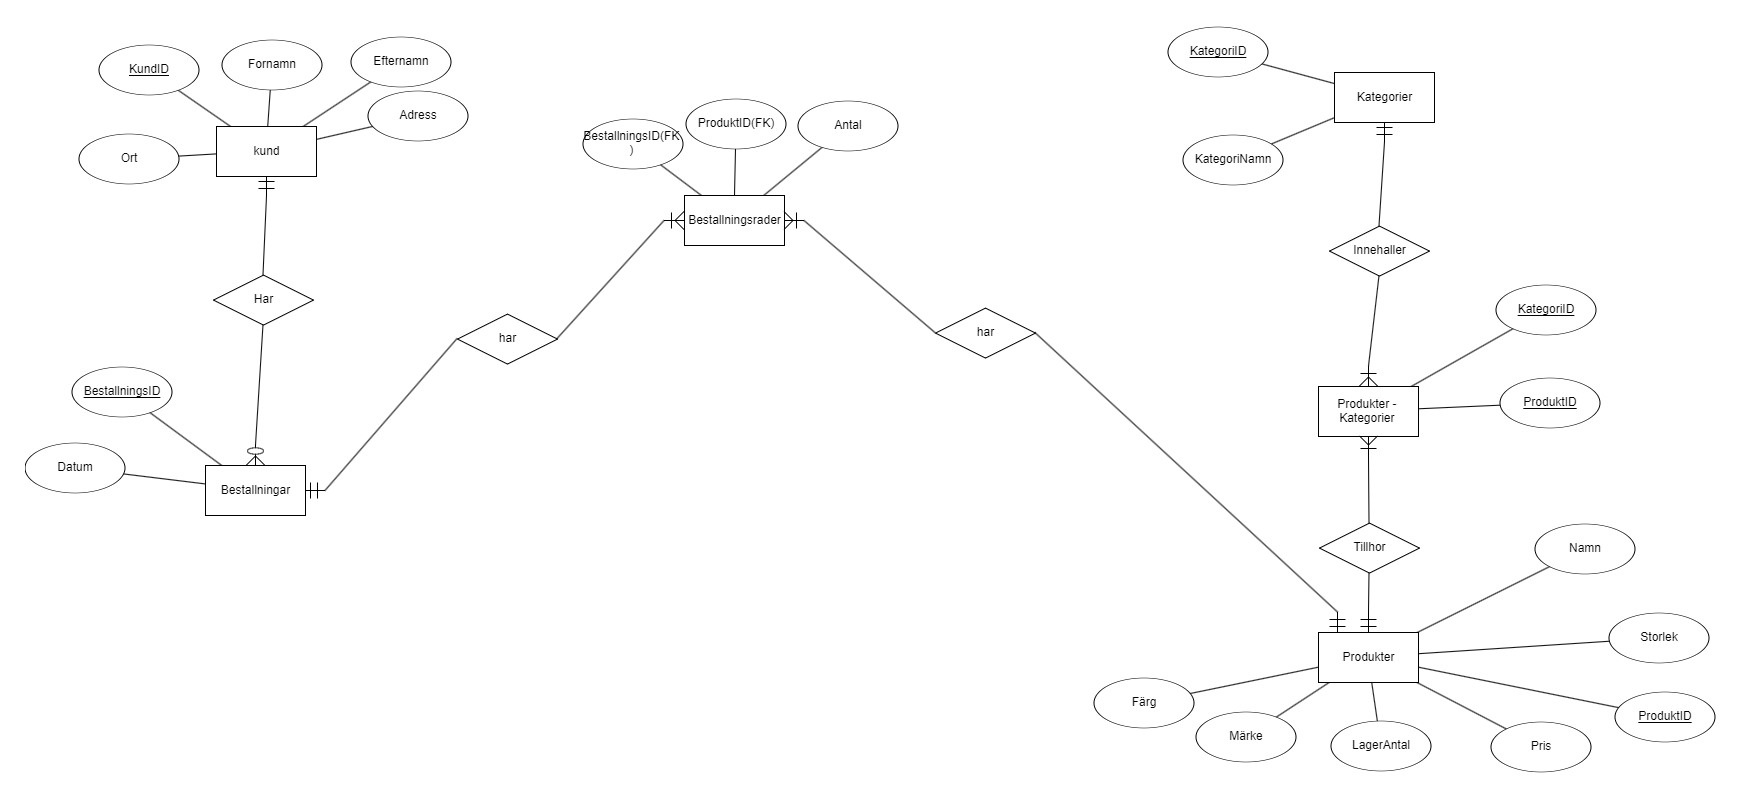 KundID
Fornamn
Efternamn
Adress
Ort
kund
Har
BestallningsID
Datum
Bestallningar
har
BestallningsID(FK
)
ProduktID(FK)
Antal
Bestallningsrader
har
KategoriID
Kategorier
KategoriNamn
Innehaller
KategoriID
Produkter -
Kategorier
ProduktID
Tillhor
Namn
Storlek
Produkter
ProduktID
Färg
Märke
LagerAntal
Pris